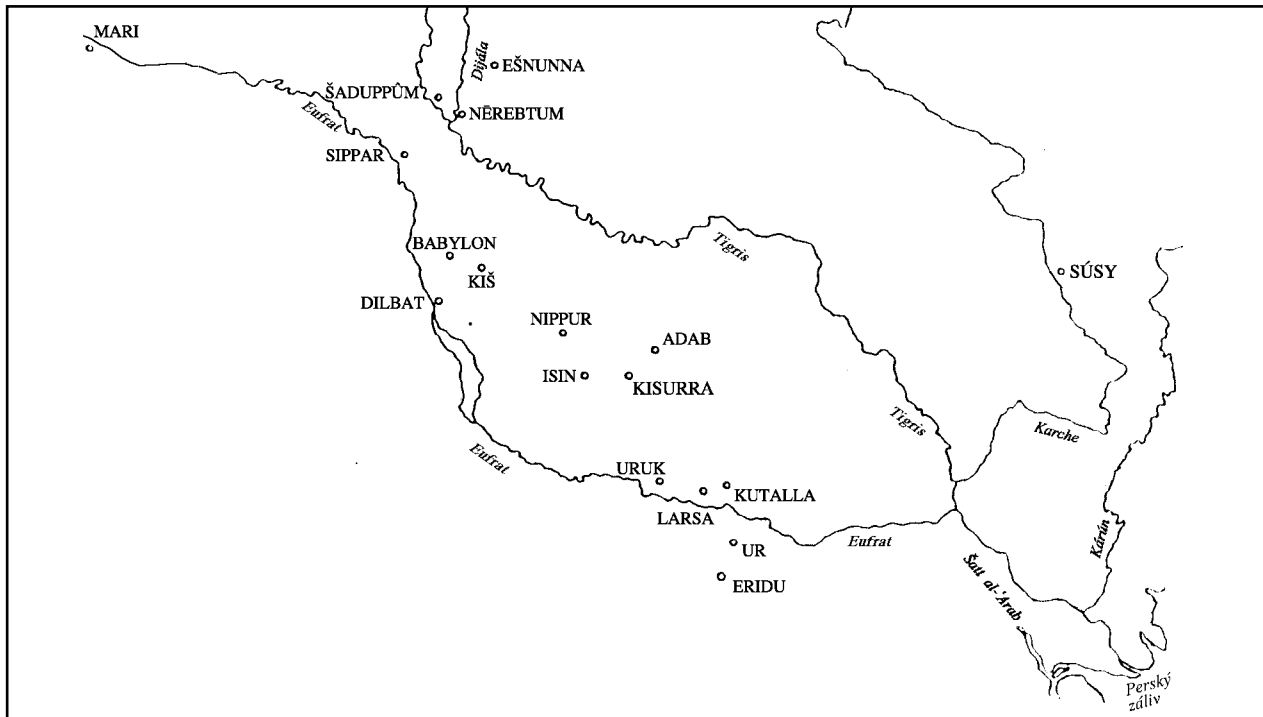 MARI
Dijála
EŠNUNNA
ŠADUPPÛM
Eufrat
NĒREBTUM
SIPPAR
BABYLON
KIŠ
Tigris
SÚSY
DILBAT
NIPPUR
ADAB
ISIN
KISURRA
Tigris
Karche
Eufrat
URUK
KUTALLA
LARSA
Eufrat
Kárún
UR
ERIDU
Šatt al-'Arab
Perský
záliv